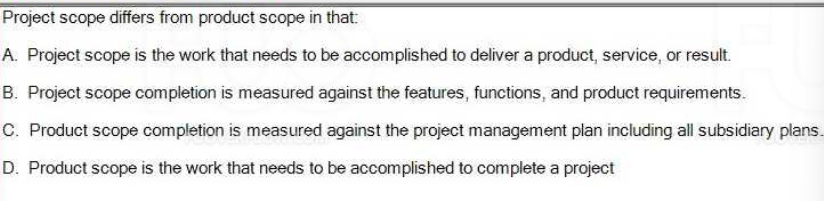 Project scope differs from product scope in that:
A. Project scope is the work that needs to be accomplished to deliver a product, service, or result.
B. Project scope completion is measured against the features, functions, and product requirements.
C. Product scope completion is measured against the project management plan including all subsidiary plans.
D. Product scope is the work that needs to be accomplished to complete a project